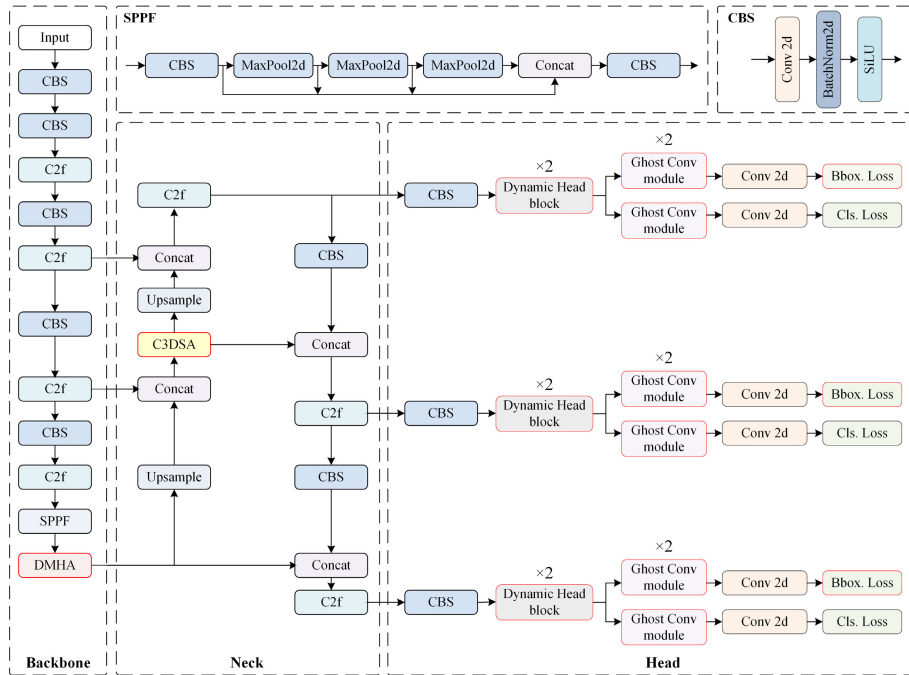 SPPF
CBS
MaxPool2d
MaxPool2d
MaxPool2d
Concat
CBS
CBS
Conv 2d
BatchNorm2d
SiLU
Input
CBS
CBS
C2f
CBS
C2f
CBS
C2f
CBS
C2f
SPPF
DMHA
Backbone
C2f
Concat
Upsample
C3DSA
Concat
Upsample
CBS
Concat
C2f
CBS
Concat
C2f
Neck
CBS
×2
Dynamic Head
block
×2
Ghost Conv
module
Conv 2d
Bbox. Loss
Ghost Conv
module
Conv 2d
Cls. Loss
CBS
×2
Dynamic Head
block
×2
Ghost Conv
module
Conv 2d
Bbox. Loss
Ghost Conv
module
Conv 2d
Cls. Loss
CBS
×2
Dynamic Head
block
×2
Ghost Conv
module
Conv 2d
Bbox. Loss
Ghost Conv
module
Conv 2d
Cls. Loss
Head